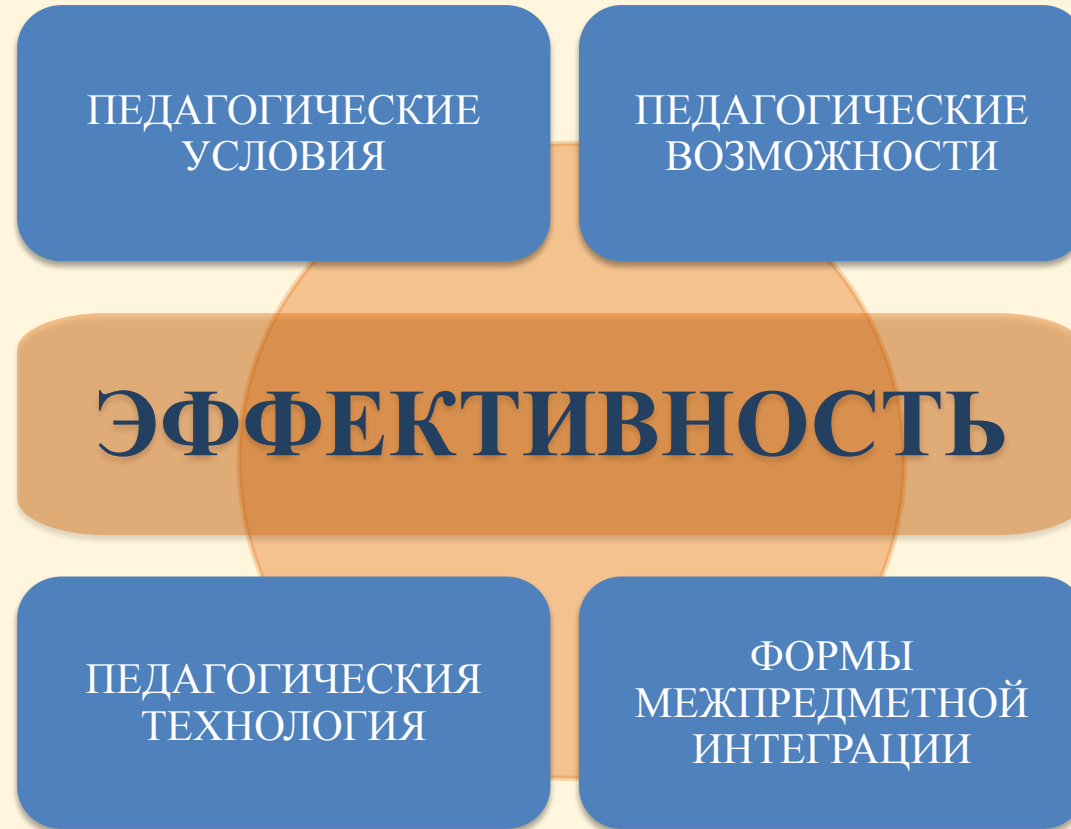 ПЕДАГОГИЧЕСКИЕ
УСЛОВИЯ
ПЕДАГОГИЧЕСКИЕ
ВОЗМОЖНОСТИ
ЭФФЕКТИВНОСТЬ
ПЕДАГОГИЧЕСКИЯ
ТЕХНОЛОГИЯ
ФОРМЫ
МЕЖПРЕДМЕТНОЙ
ИНТЕГРАЦИИ